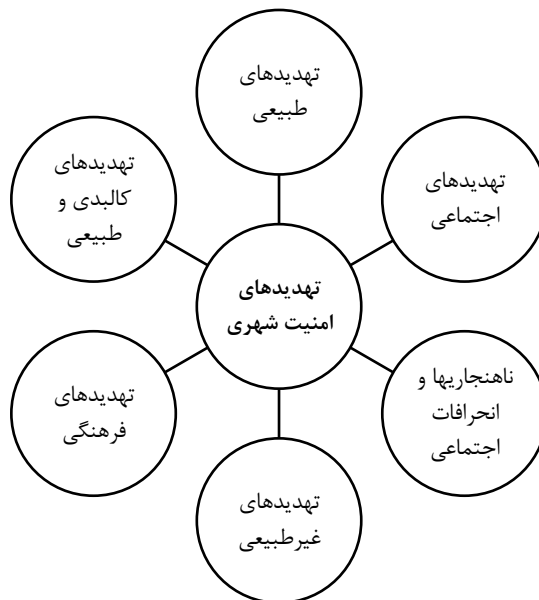 تهدیدهای
طبیعی
تهدیدهای
اجتماعی
ناهنجاریها و
انحرافات
اجتماعی
تهدیدهای
غیرطبیعی
تهدیدهای
فرهنگی
تهدیدهای
کالبدی و
طبیعی
تهدیدهای
امنیت شهری